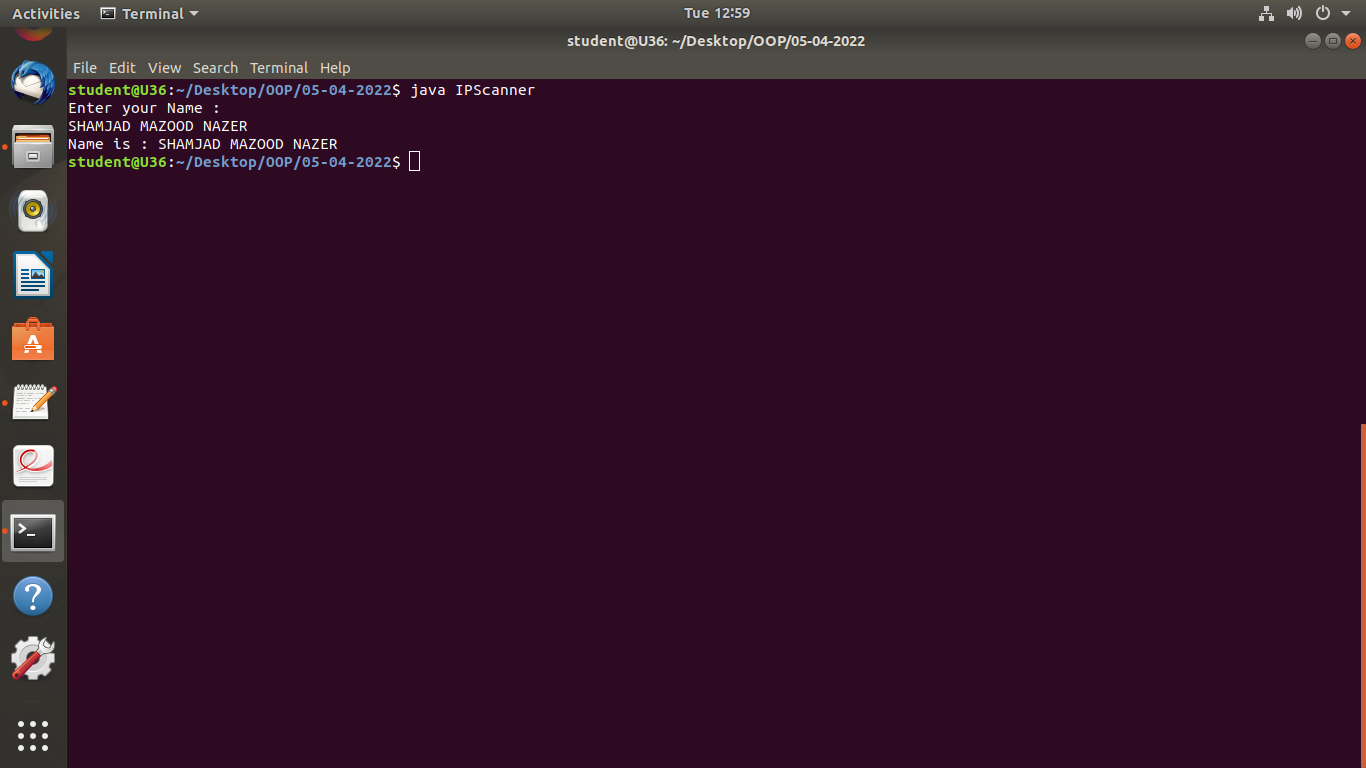 Activities Terminal Tue 12:59
student@U36: ~/Desktop/OOP/05-04-2022
File Edit View Search Terminal Help
student@U36:~/Desktop/OOP/05-04-2022$ java IPScanner
Enter your Name :
SHAMJAD MAZOOD NAZER
Name is : SHAMJAD MAZOOD NAZER
student@U36:~/Desktop/OOP/05-04-2022$